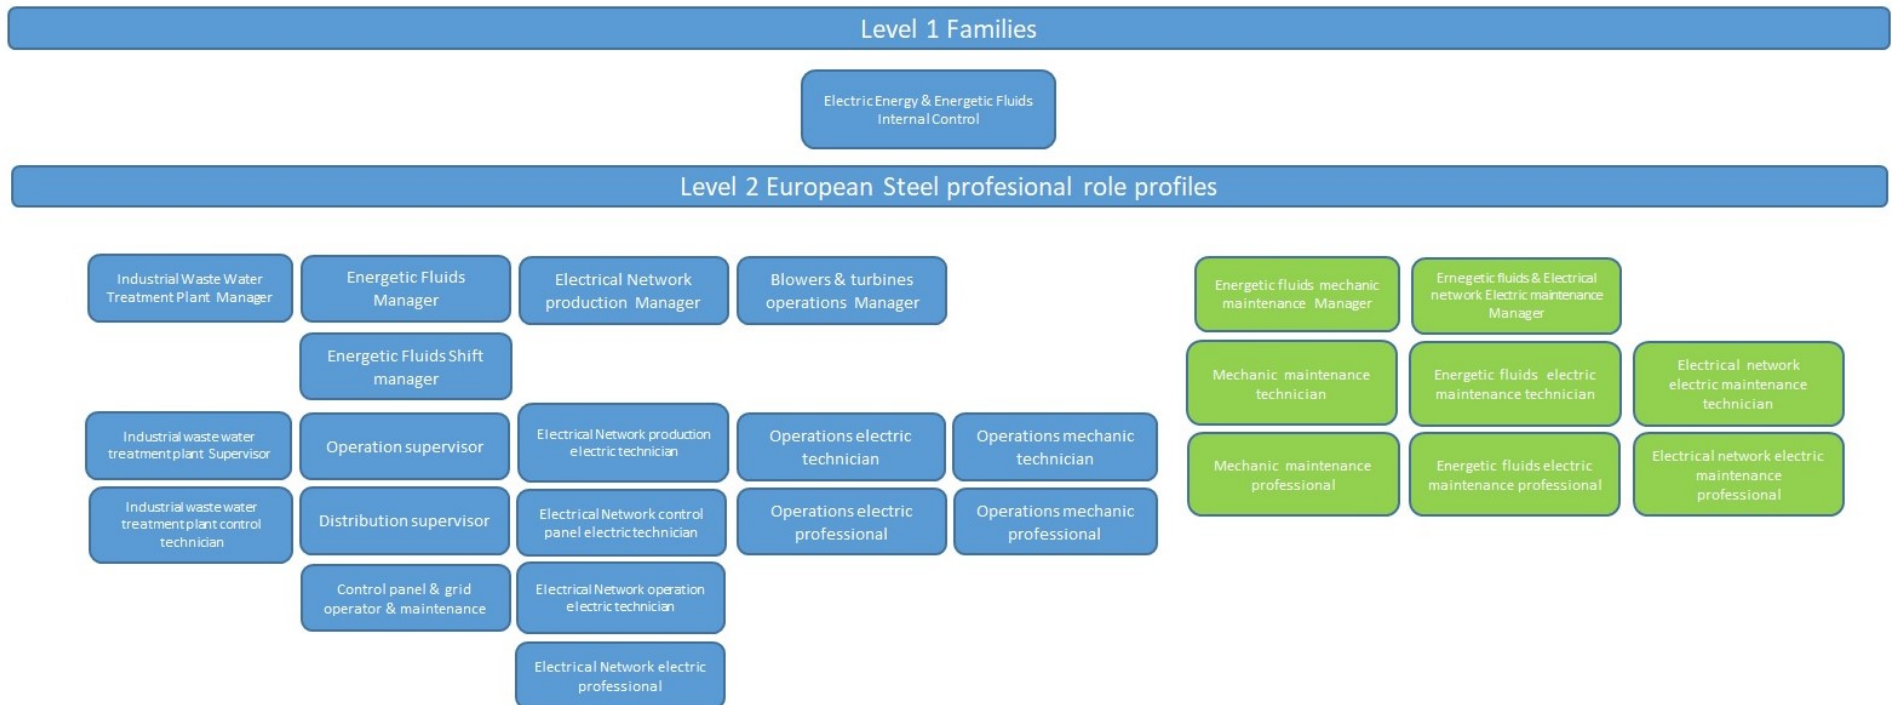 Level 1 Families
Electric Energy & Energetic Fluids
Internal Control
Level 2 European Steel profesional role profiles
Industrial Waste Water
Treatment Plant Manager
Energetic Fluids
Manager
Electrical Network
production Manager
Blowers & turbines
operations Manager
Energetic fluids mechanic
maintenance Manager
Ernegetic fluids & Electrical
network Electric maintenance
Manager
Energetic Fluids Shift
manager
Mechanic maintenance
technician
Energetic fluids electric
maintenance technician
Electrical network
electric maintenance
technician
Industrial waste water
treatment plant Supervisor
Operation supervisor
Electrical Network production
electric technician
Operations electric
technician
Operations mechanic
technician
Mechanic maintenance
professional
Energetic fluids electric
maintenance professional
Electrical network electric
maintenance
professional
Industrial waste water
treatment plant control
technician
Distribution supervisor
Electrical Network control
panel electric technician
Operations electric
professional
Operations mechanic
professional
Control panel & grid
operator & maintenance
Electrical Network operation
electric technician
Electrical Network electric
professional